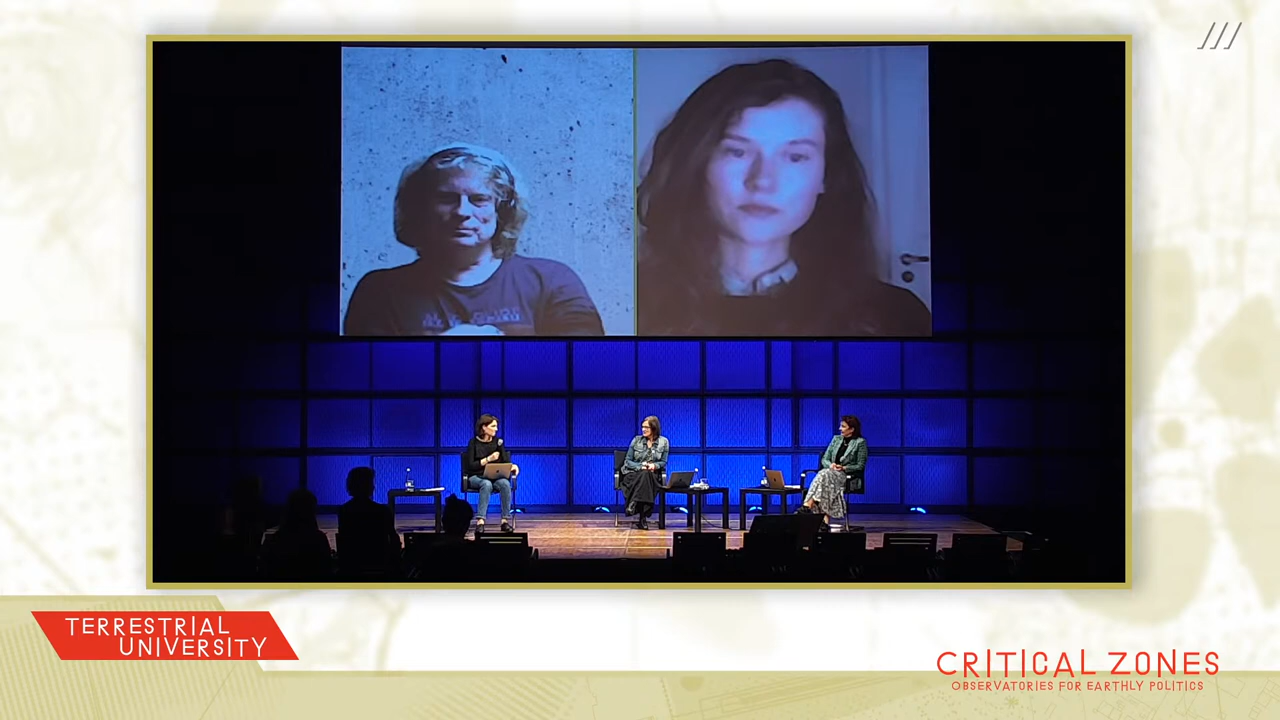 TERRESTRIAL
UNIVERSITY
CRITICAL ZONES
OBSERVATORIES FOR EARTHLY POLITICS